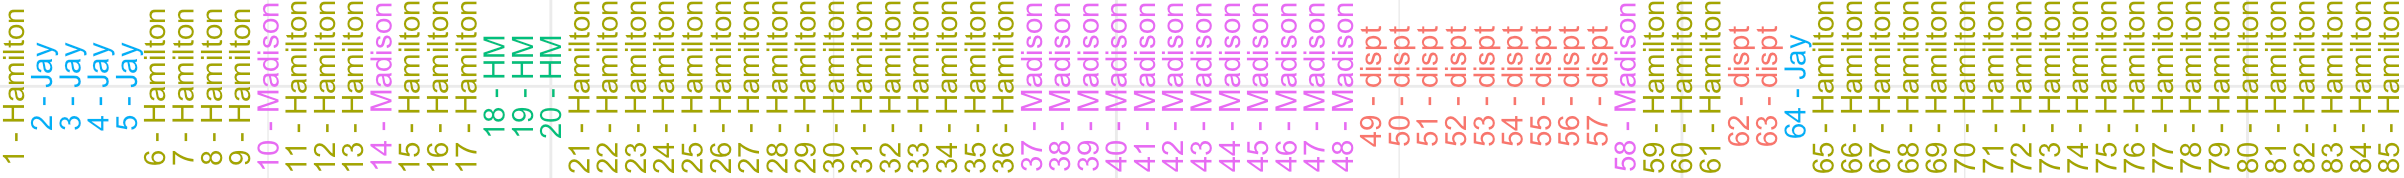 1 - Hamilton
2 - Jay
3 - Jay
4 - Jay
5 - Jay
6 - Hamilton
7 - Hamilton
8 - Hamilton
9 - Hamilton
10 - Madison
11 - Hamilton
12 - Hamilton
13 - Hamilton
14 - Madison
15 - Hamilton
16 - Hamilton
17 - Hamilton
18 - HM
19 - HM
20 - HM
21 - Hamilton
22 - Hamilton
23 - Hamilton
24 - Hamilton
25 - Hamilton
26 - Hamilton
27 - Hamilton
28 - Hamilton
29 - Hamilton
30 - Hamilton
31 - Hamilton
32 - Hamilton
33 - Hamilton
34 - Hamilton
35 - Hamilton
36 - Hamilton
37 - Madison
38 - Madison
39 - Madison
40 - Madison
41 - Madison
42 - Madison
43 - Madison
44 - Madison
45 - Madison
46 - Madison
47 - Madison
48 - Madison
49 - dispt
50 - dispt
51 - dispt
52 - dispt
53 - dispt
54 - dispt
55 - dispt
56 - dispt
57 - dispt
58 - Madison
59 - Hamilton
60 - Hamilton
61 - Hamilton
62 - dispt
63 - dispt
64 - Jay
65 - Hamilton
66 - Hamilton
67 - Hamilton
68 - Hamilton
69 - Hamilton
70 - Hamilton
71 - Hamilton
72 - Hamilton
73 - Hamilton
74 - Hamilton
75 - Hamilton
76 - Hamilton
77 - Hamilton
78 - Hamilton
79 - Hamilton
80 - Hamilton
81 - Hamilton
82 - Hamilton
83 - Hamilton
84 - Hamilton
85 - Hamilton